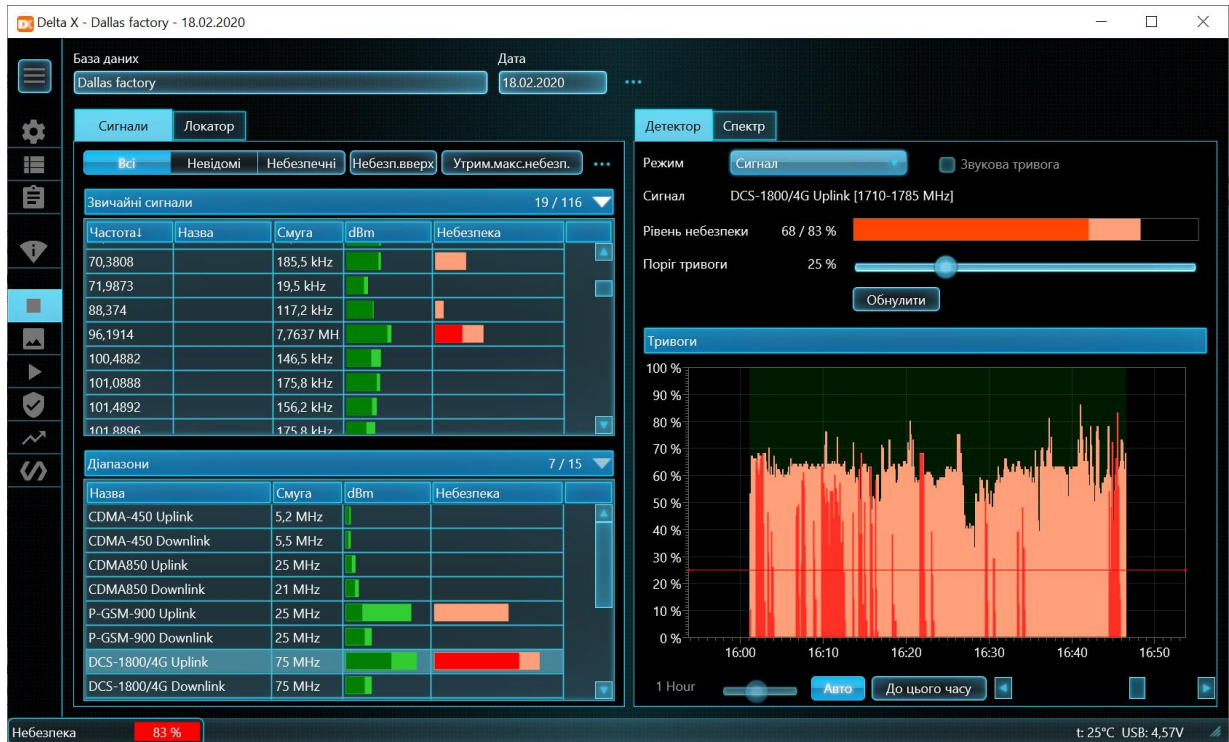 Delta X - Dallas factory - 18.02.2020
База даних
Дата
Dallas factory
18.02.2020
Сигнали
Локатор
Всі
Невідомі
Небезпечні
Небезп.вверх
Утрим.макс.небезп.
Звичайні сигнали
19 / 116
Частота↓ Назва Смуга dBm Небезпека
70,3808 185,5 kHz
71,9873 19,5 kHz
88,374 117,2 kHz
96,1914 7,7637 MH
100,4882 146,5 kHz
101,0888 175,8 kHz
101,4892 156,2 kHz
101,8896 175,8 kHz
Діапазони
7 / 15
Назва Смуга dBm Небезпека
CDMA-450 Uplink 5,2 MHz
CDMA-450 Downlink 5,5 MHz
CDMA850 Uplink 25 MHz
CDMA850 Downlink 21 MHz
P-GSM-900 Uplink 25 MHz
P-GSM-900 Downlink 25 MHz
DCS-1800/4G Uplink 75 MHz
DCS-1800/4G Downlink 75 MHz
Детектор
Спектр
Режим
Сигнал
Звукова тривога
Сигнал DCS-1800/4G Uplink [1710-1785 MHz]
Рівень небезпеки 68 / 83 %
Поріг тривоги 25 %
Обнулити
Тривоги
100 %
90 %
80 %
70 %
60 %
50 %
40 %
30 %
20 %
10 %
0 %
16:00 16:10 16:20 16:30 16:40 16:50
1 Hour
Авто
До цього часу
Небезпека 83 %
t: 25°C USB: 4,57V